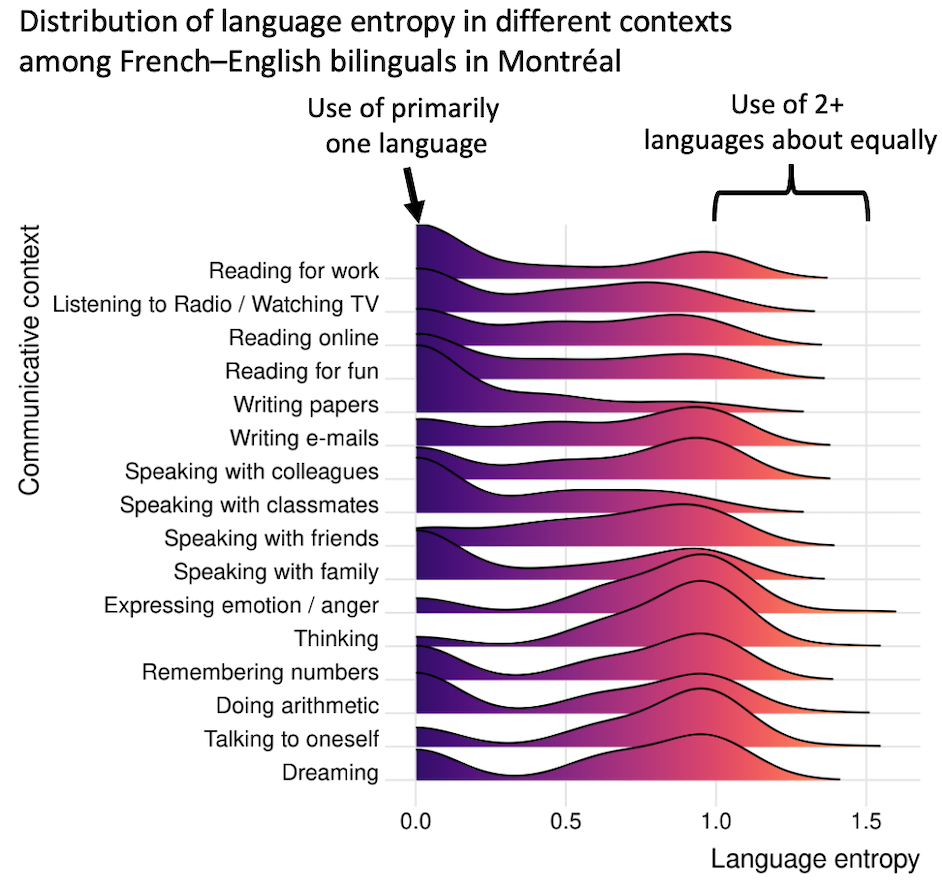 Distribution of language entropy in different contexts
among French–English bilinguals in Montréal
Use of primarily
one language
Use of 2+
languages about equally
Communicative context
Reading for work
Listening to Radio / Watching TV
Reading online
Reading for fun
Writing papers
Writing e-mails
Speaking with colleagues
Speaking with classmates
Speaking with friends
Speaking with family
Expressing emotion / anger
Thinking
Remembering numbers
Doing arithmetic
Talking to oneself
Dreaming
0.0 0.5 1.0 1.5
Language entropy